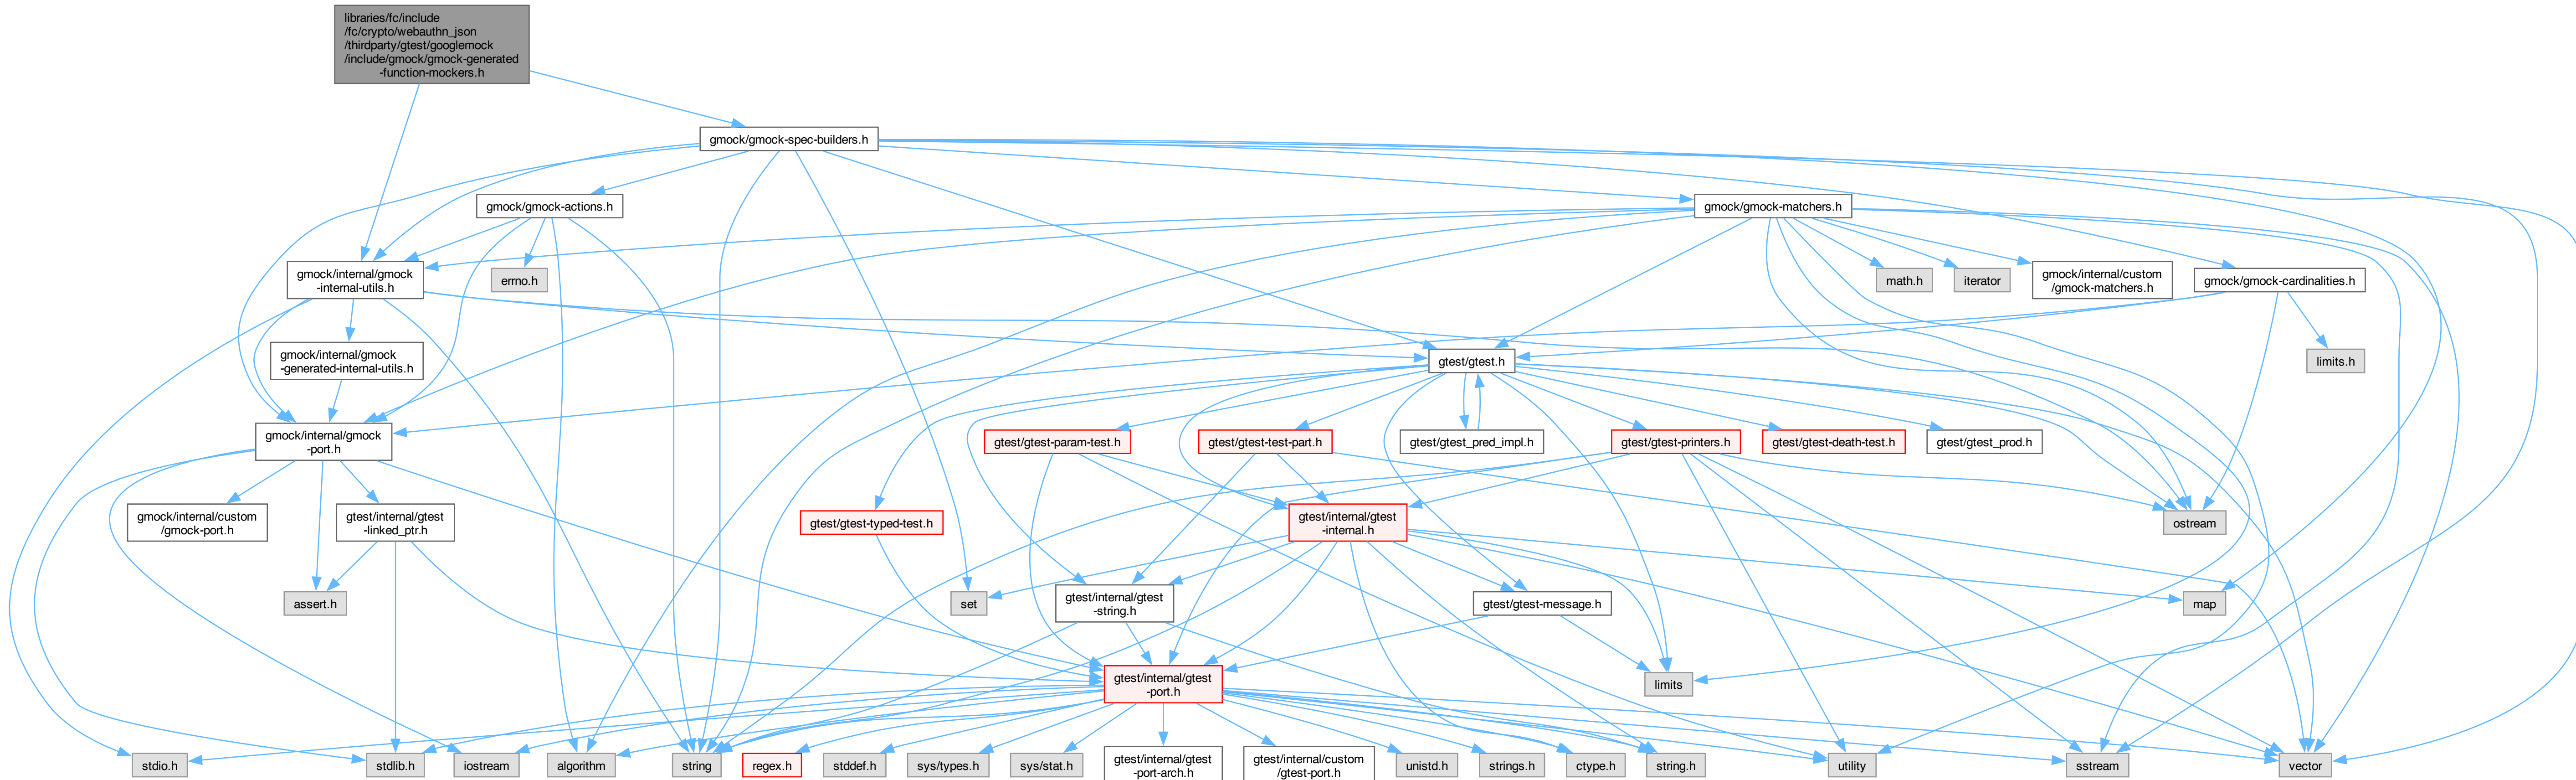 libraries/fc/include
/fc/crypto/webauthn_json
/thirdparty/gtest/googlemock
/include/gmock/gmock-generated
-function-mockers.h
gmock/gmock-spec-builders.h
gmock/gmock-actions.h
gmock/gmock-matchers.h
gmock/internal/gmock
-internal-utils.h
errno.h
math.h
iterator
gmock/internal/custom
/gmock-matchers.h
gmock/gmock-cardinalities.h
gmock/internal/gmock
-generated-internal-utils.h
gtest/gtest.h
limits.h
gmock/internal/gmock
-port.h
gtest/gtest-param-test.h
gtest/gtest-test-part.h
gtest/gtest_pred_impl.h
gtest/gtest-printers.h
gtest/gtest-death-test.h
gtest/gtest_prod.h
gmock/internal/custom
/gmock-port.h
gtest/internal/gtest
-linked_ptr.h
gtest/gtest-typed-test.h
gtest/internal/gtest
-internal.h
ostream
assert.h
set
gtest/internal/gtest
-string.h
gtest/gtest-message.h
map
gtest/internal/gtest
-port.h
limits
stdio.h
stdlib.h
iostream
algorithm
string
regex.h
stddef.h
sys/types.h
sys/stat.h
gtest/internal/gtest
-port-arch.h
gtest/internal/custom
/gtest-port.h
unistd.h
strings.h
ctype.h
string.h
utility
sstream
vector